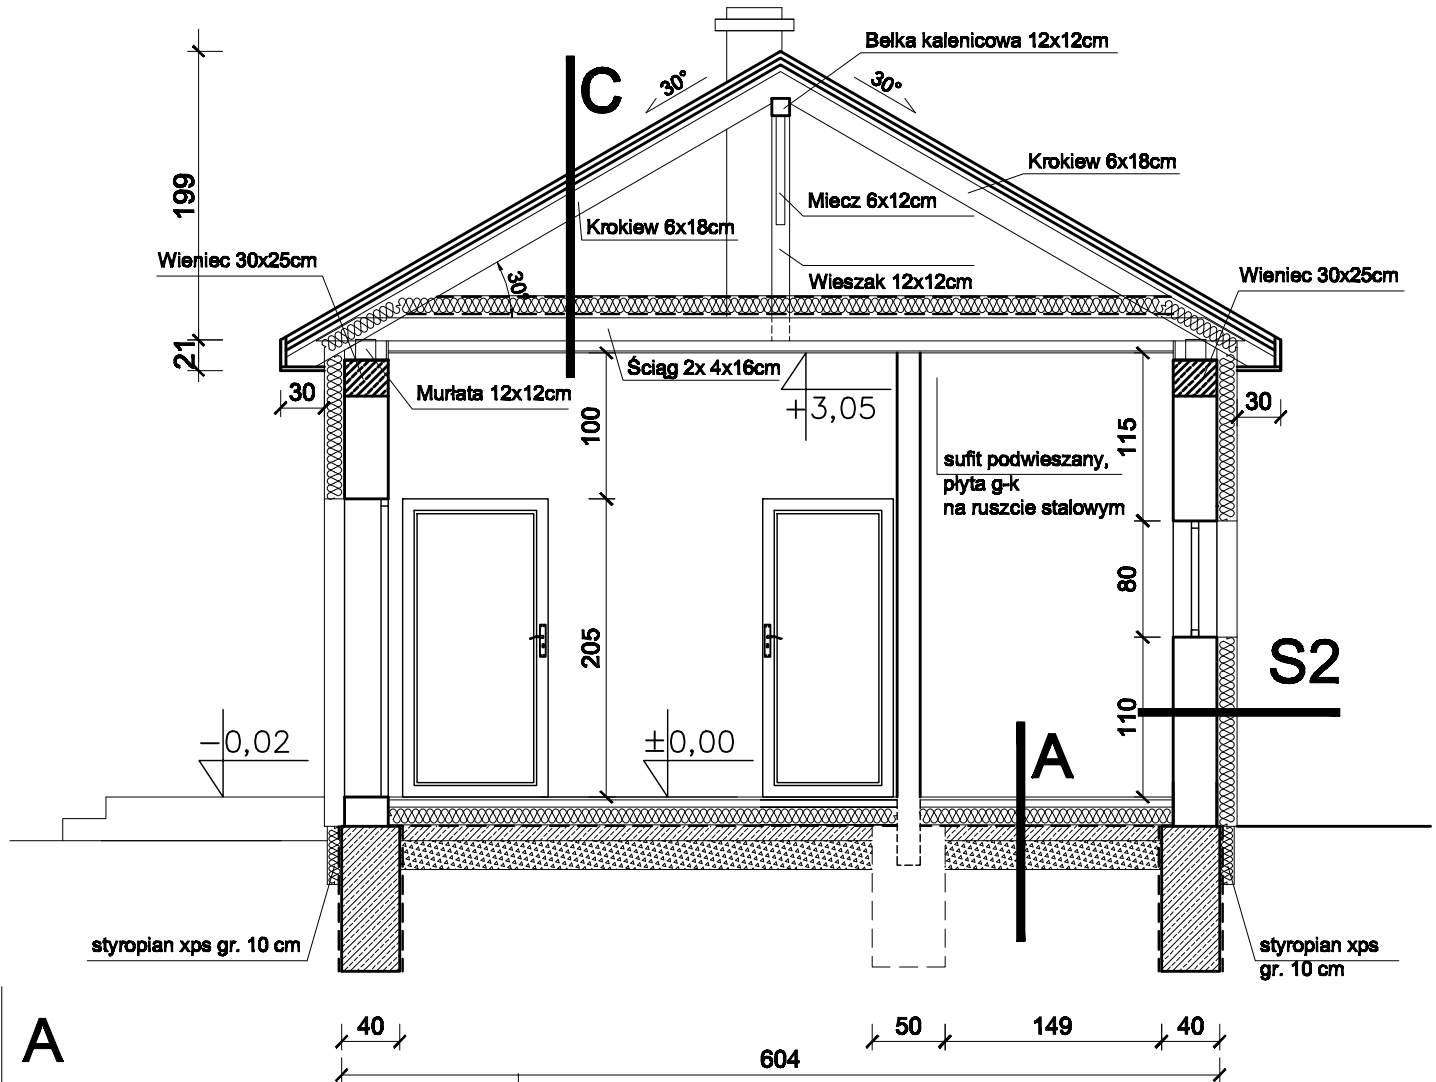 Belka kalenicowa 12x12cm
C
30°
30°
Krokiew 6x18cm
199
Miecz 6x12cm
Krokiew 6x18cm
Wieniec 30x25cm
30°
Wieszak 12x12cm
Wieniec 30x25cm
21
Ściąg 2x 4x16cm
30
Murłata 12x12cm
+3,05
30
100
115
sufit podwieszany,
płyta g-k
na ruszcie stalowym
80
205
S2
110
-0,02
±0,00
A
styropian xps gr. 10 cm
styropian xps
gr. 10 cm
A
40
50
149
40
604